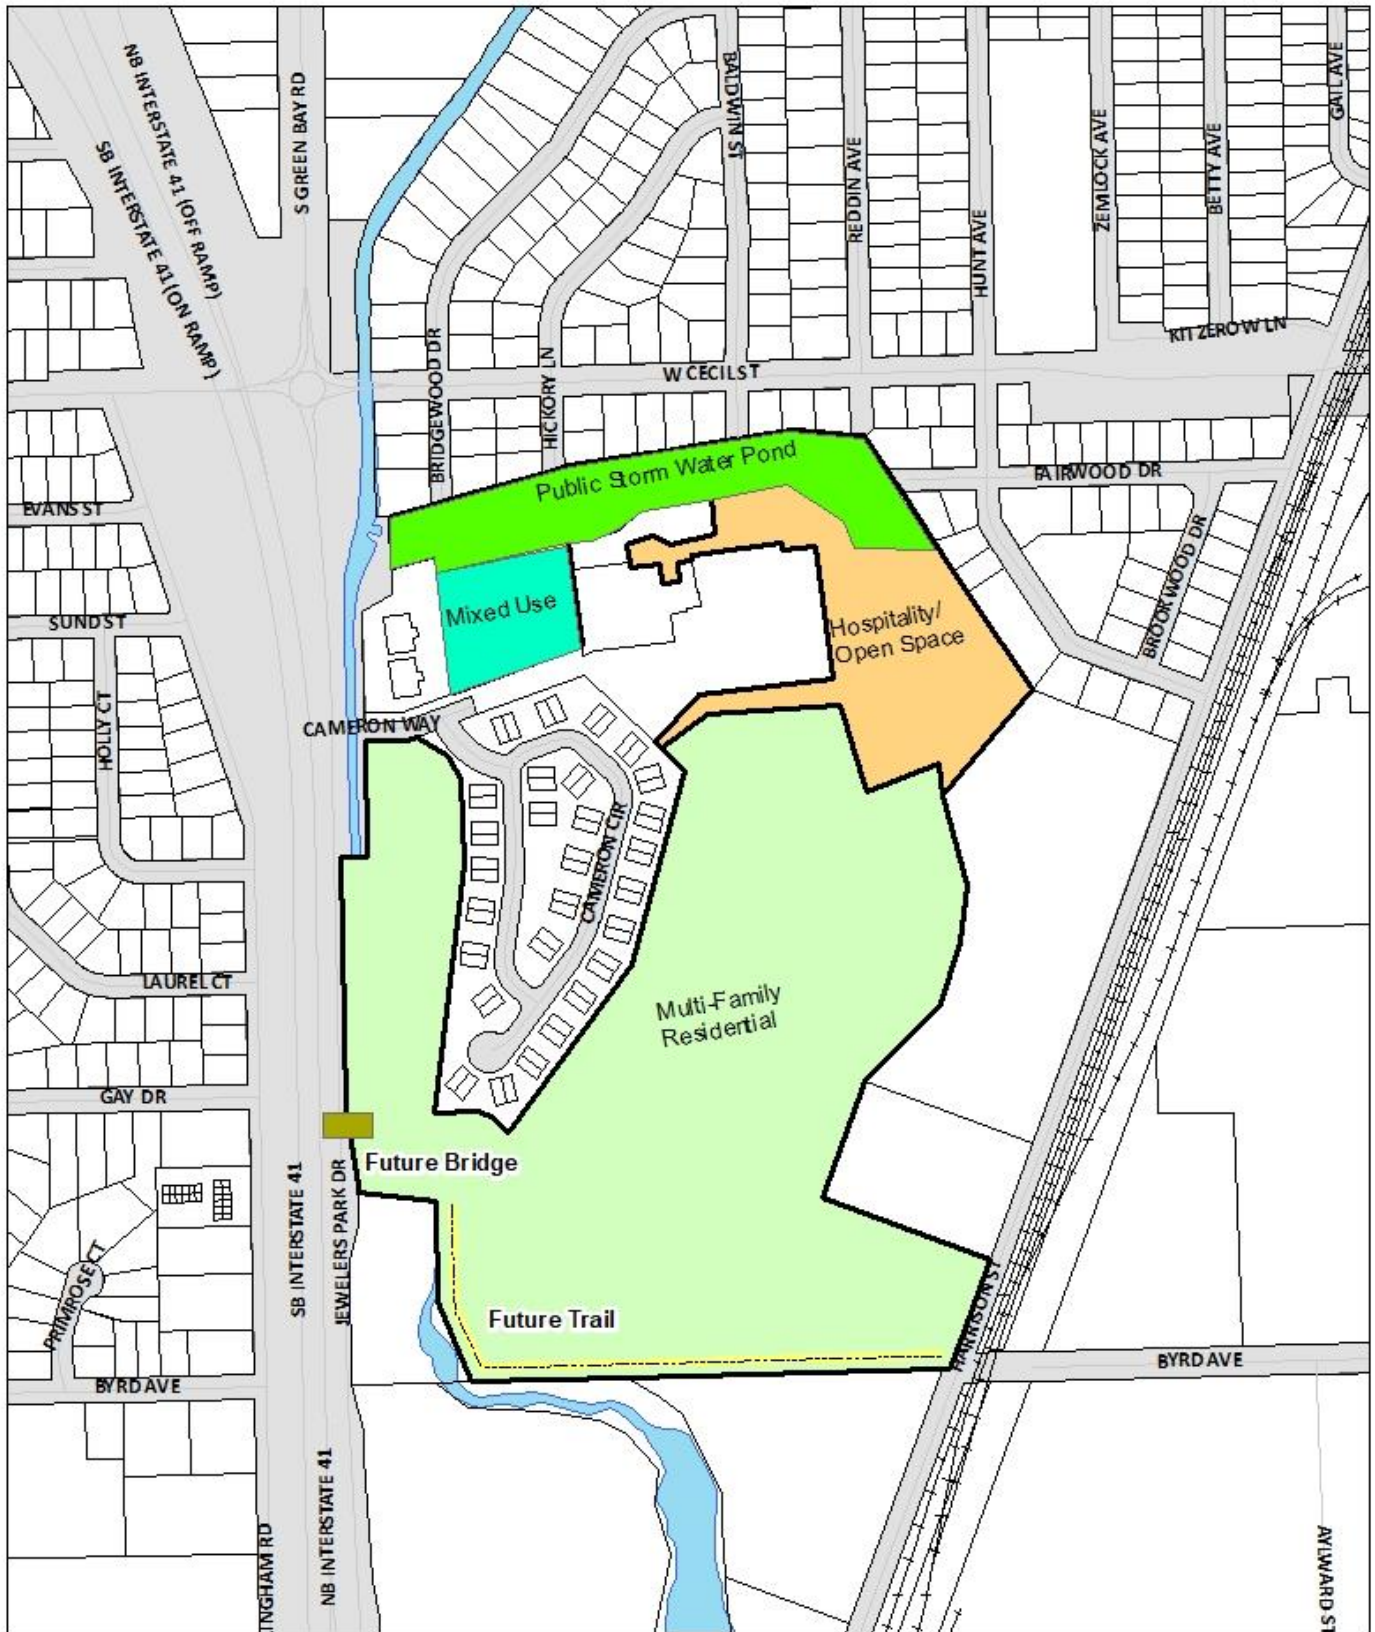 NB INTERSTATE 41 (OFF RAMP)
SB INTERSTATE 41 (ON RAMP)
S GREEN BAY RD
BALDWIN ST
REDDIN AVE
HUNT AVE
ZEMLOCK AVE
BETTY AVE
GAIL AVE
KITZEROW LN
W CECIL ST
BRIDGEWOOD DR
HICKORY LN
Public Storm Water Pond
FAIRWOOD DR
EVANS ST
BROOKWOOD DR
Mixed Use
Hospitality/
Open Space
SUND ST
HOLLY CT
CAMERON WAY
CAMERON CIR
LAUREL CT
Multi-Family
Residential
GAY DR
Future Bridge
SB INTERSTATE 41
JEWELERS PARK DR
PRIMROSE CT
Future Trail
HARRISON ST
BYRD AVE
BYRD AVE
NB INTERSTATE 41
INGHAM RD
AYLWARD ST